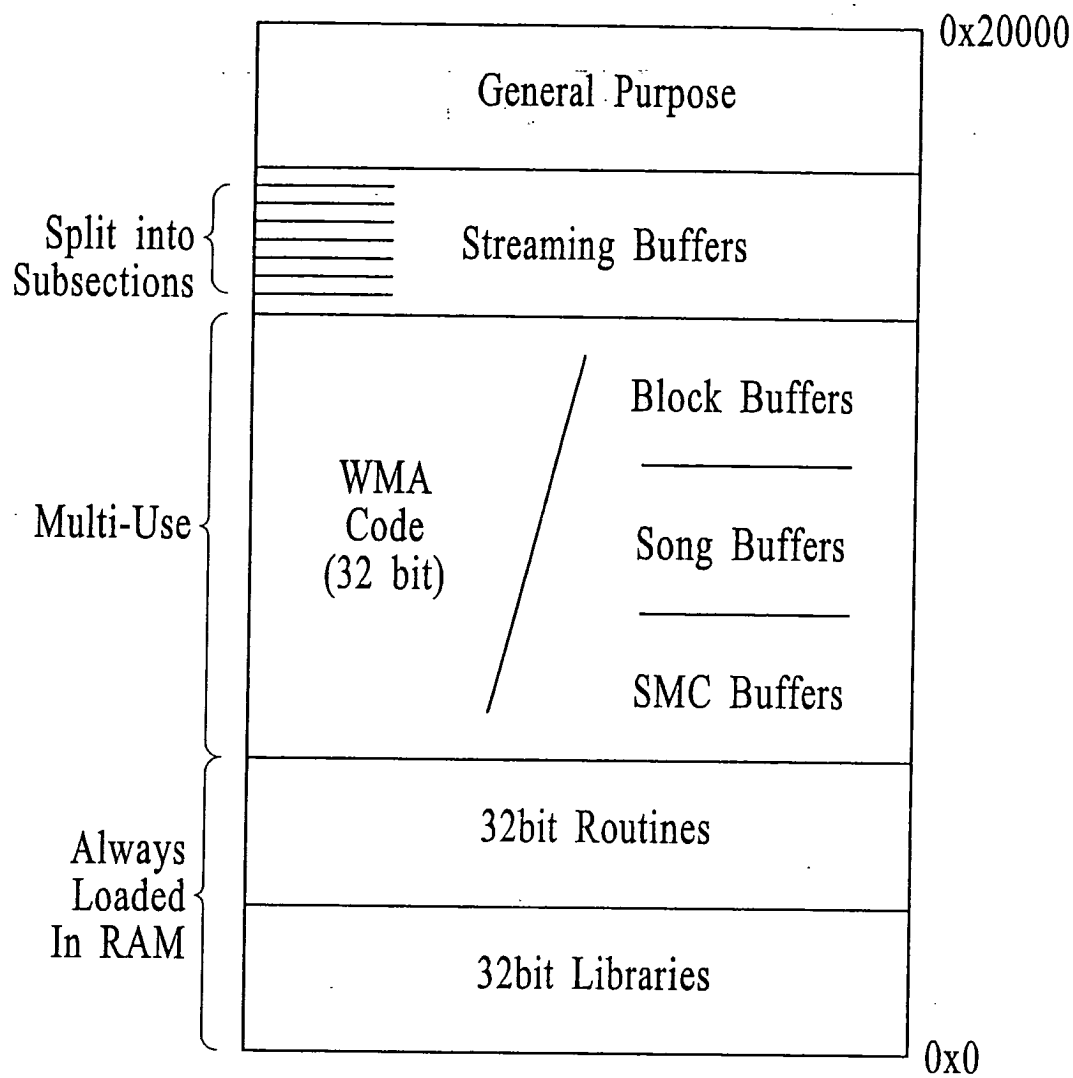 0x20000
General Purpose
Split into
Subsections
Streaming Buffers
Multi-Use
WMA
Code
(32 bit)
Block Buffers
Song Buffers
SMC Buffers
Always
Loaded
In RAM
32bit Routines
32bit Libraries
0x0